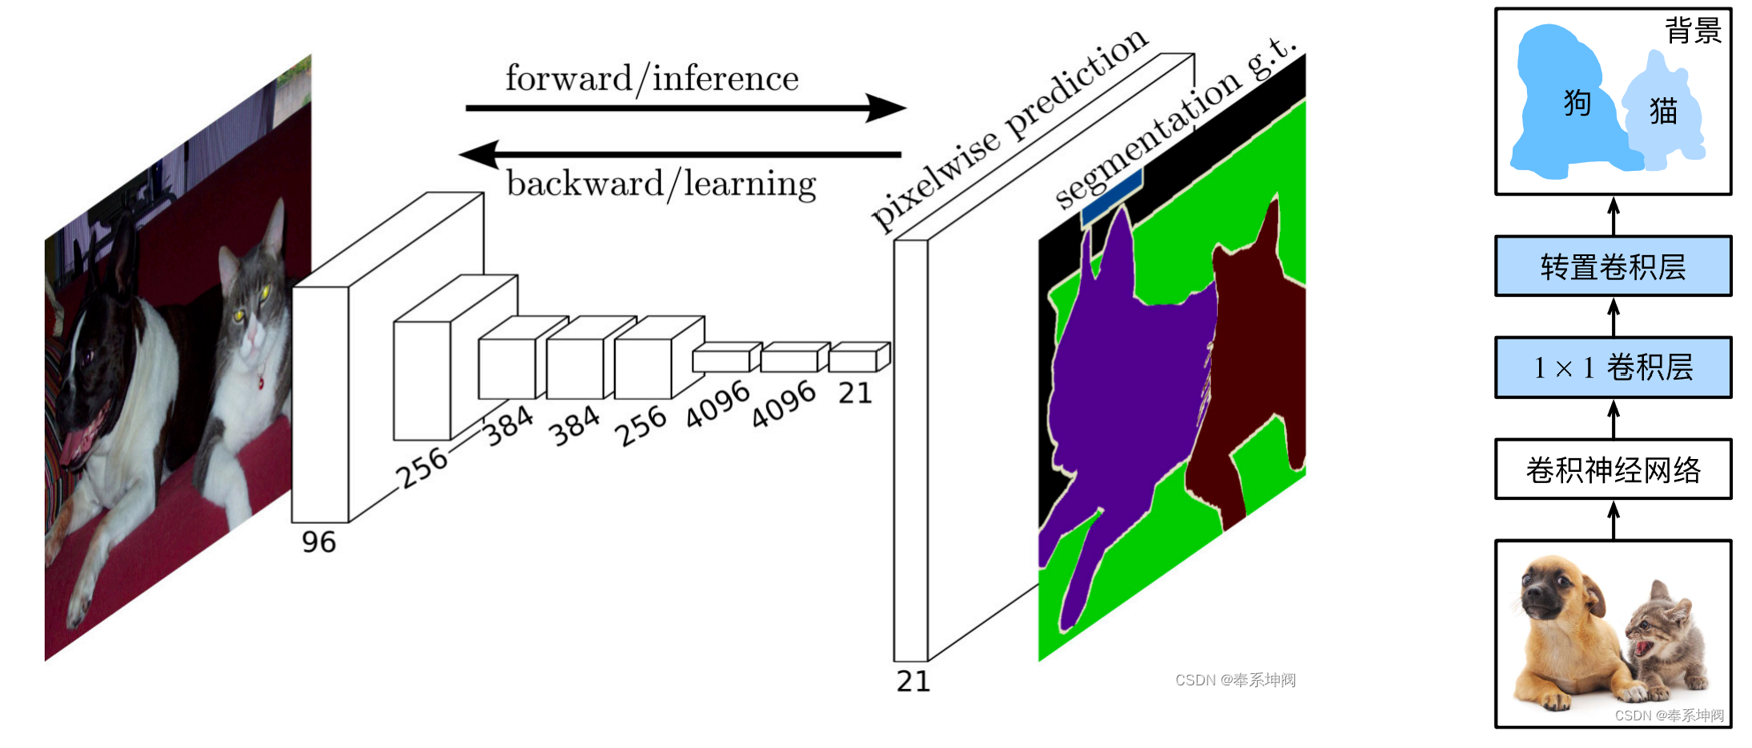 forward/inference
backward/learning
pixelwise prediction
segmentation g.t.
96
256
384
384
256
4096
4096
21
21
CSDN @奉系坤阀
背景
狗
猫
转置卷积层
1 × 1 卷积层
卷积神经网络
CSDN @奉系坤阀